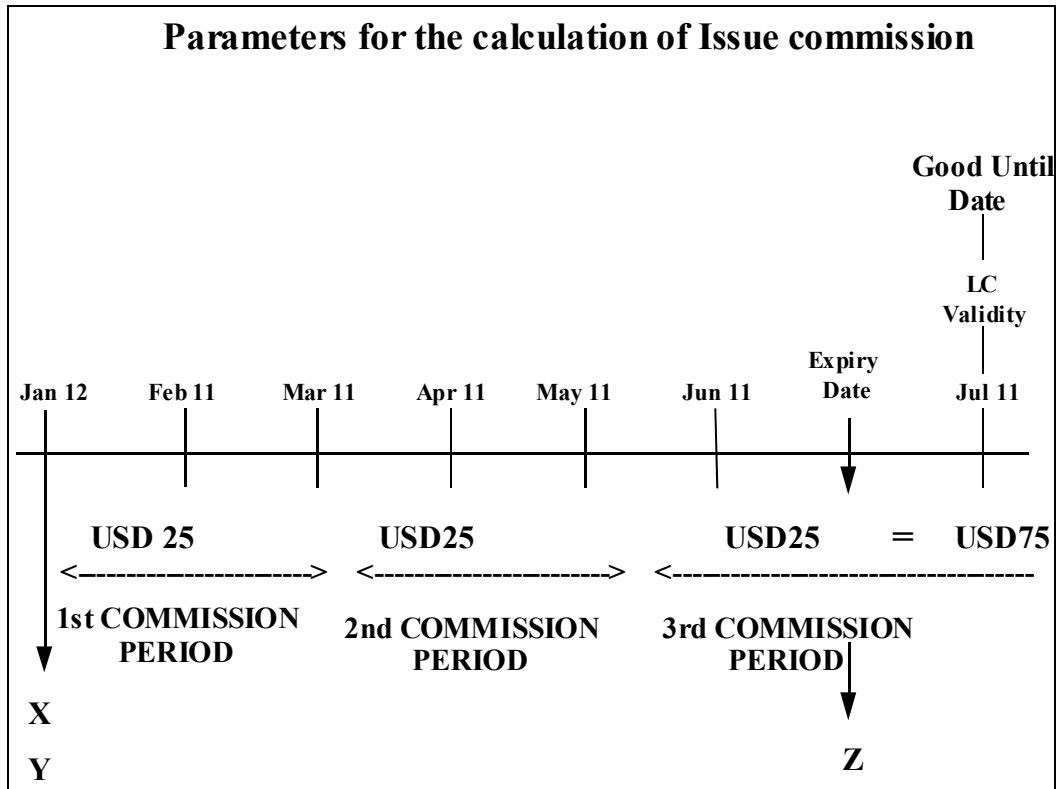 Parameters for the calculation of Issue commission
Good Until
Date
LC
Validity
Expiry
Date
Jan 12 Feb 11 Mar 11 Apr 11 May 11 Jun 11 Jul 11
USD 25 USD25 USD25 = USD75
<-------------------------> <-------------------------> <------------------------------------
1st COMMISSION
PERIOD
2nd COMMISSION
PERIOD
3rd COMMISSION
PERIOD
X
Y
Z